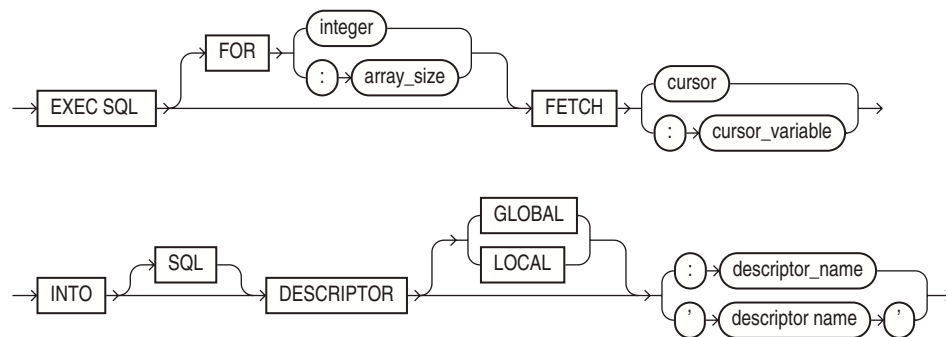 FOR integer
: array_size
EXEC SQL FETCH cursor
: cursor_variable
GLOBAL
SQL LOCAL
INTO DESCRIPTOR : descriptor_name
' descriptor name '